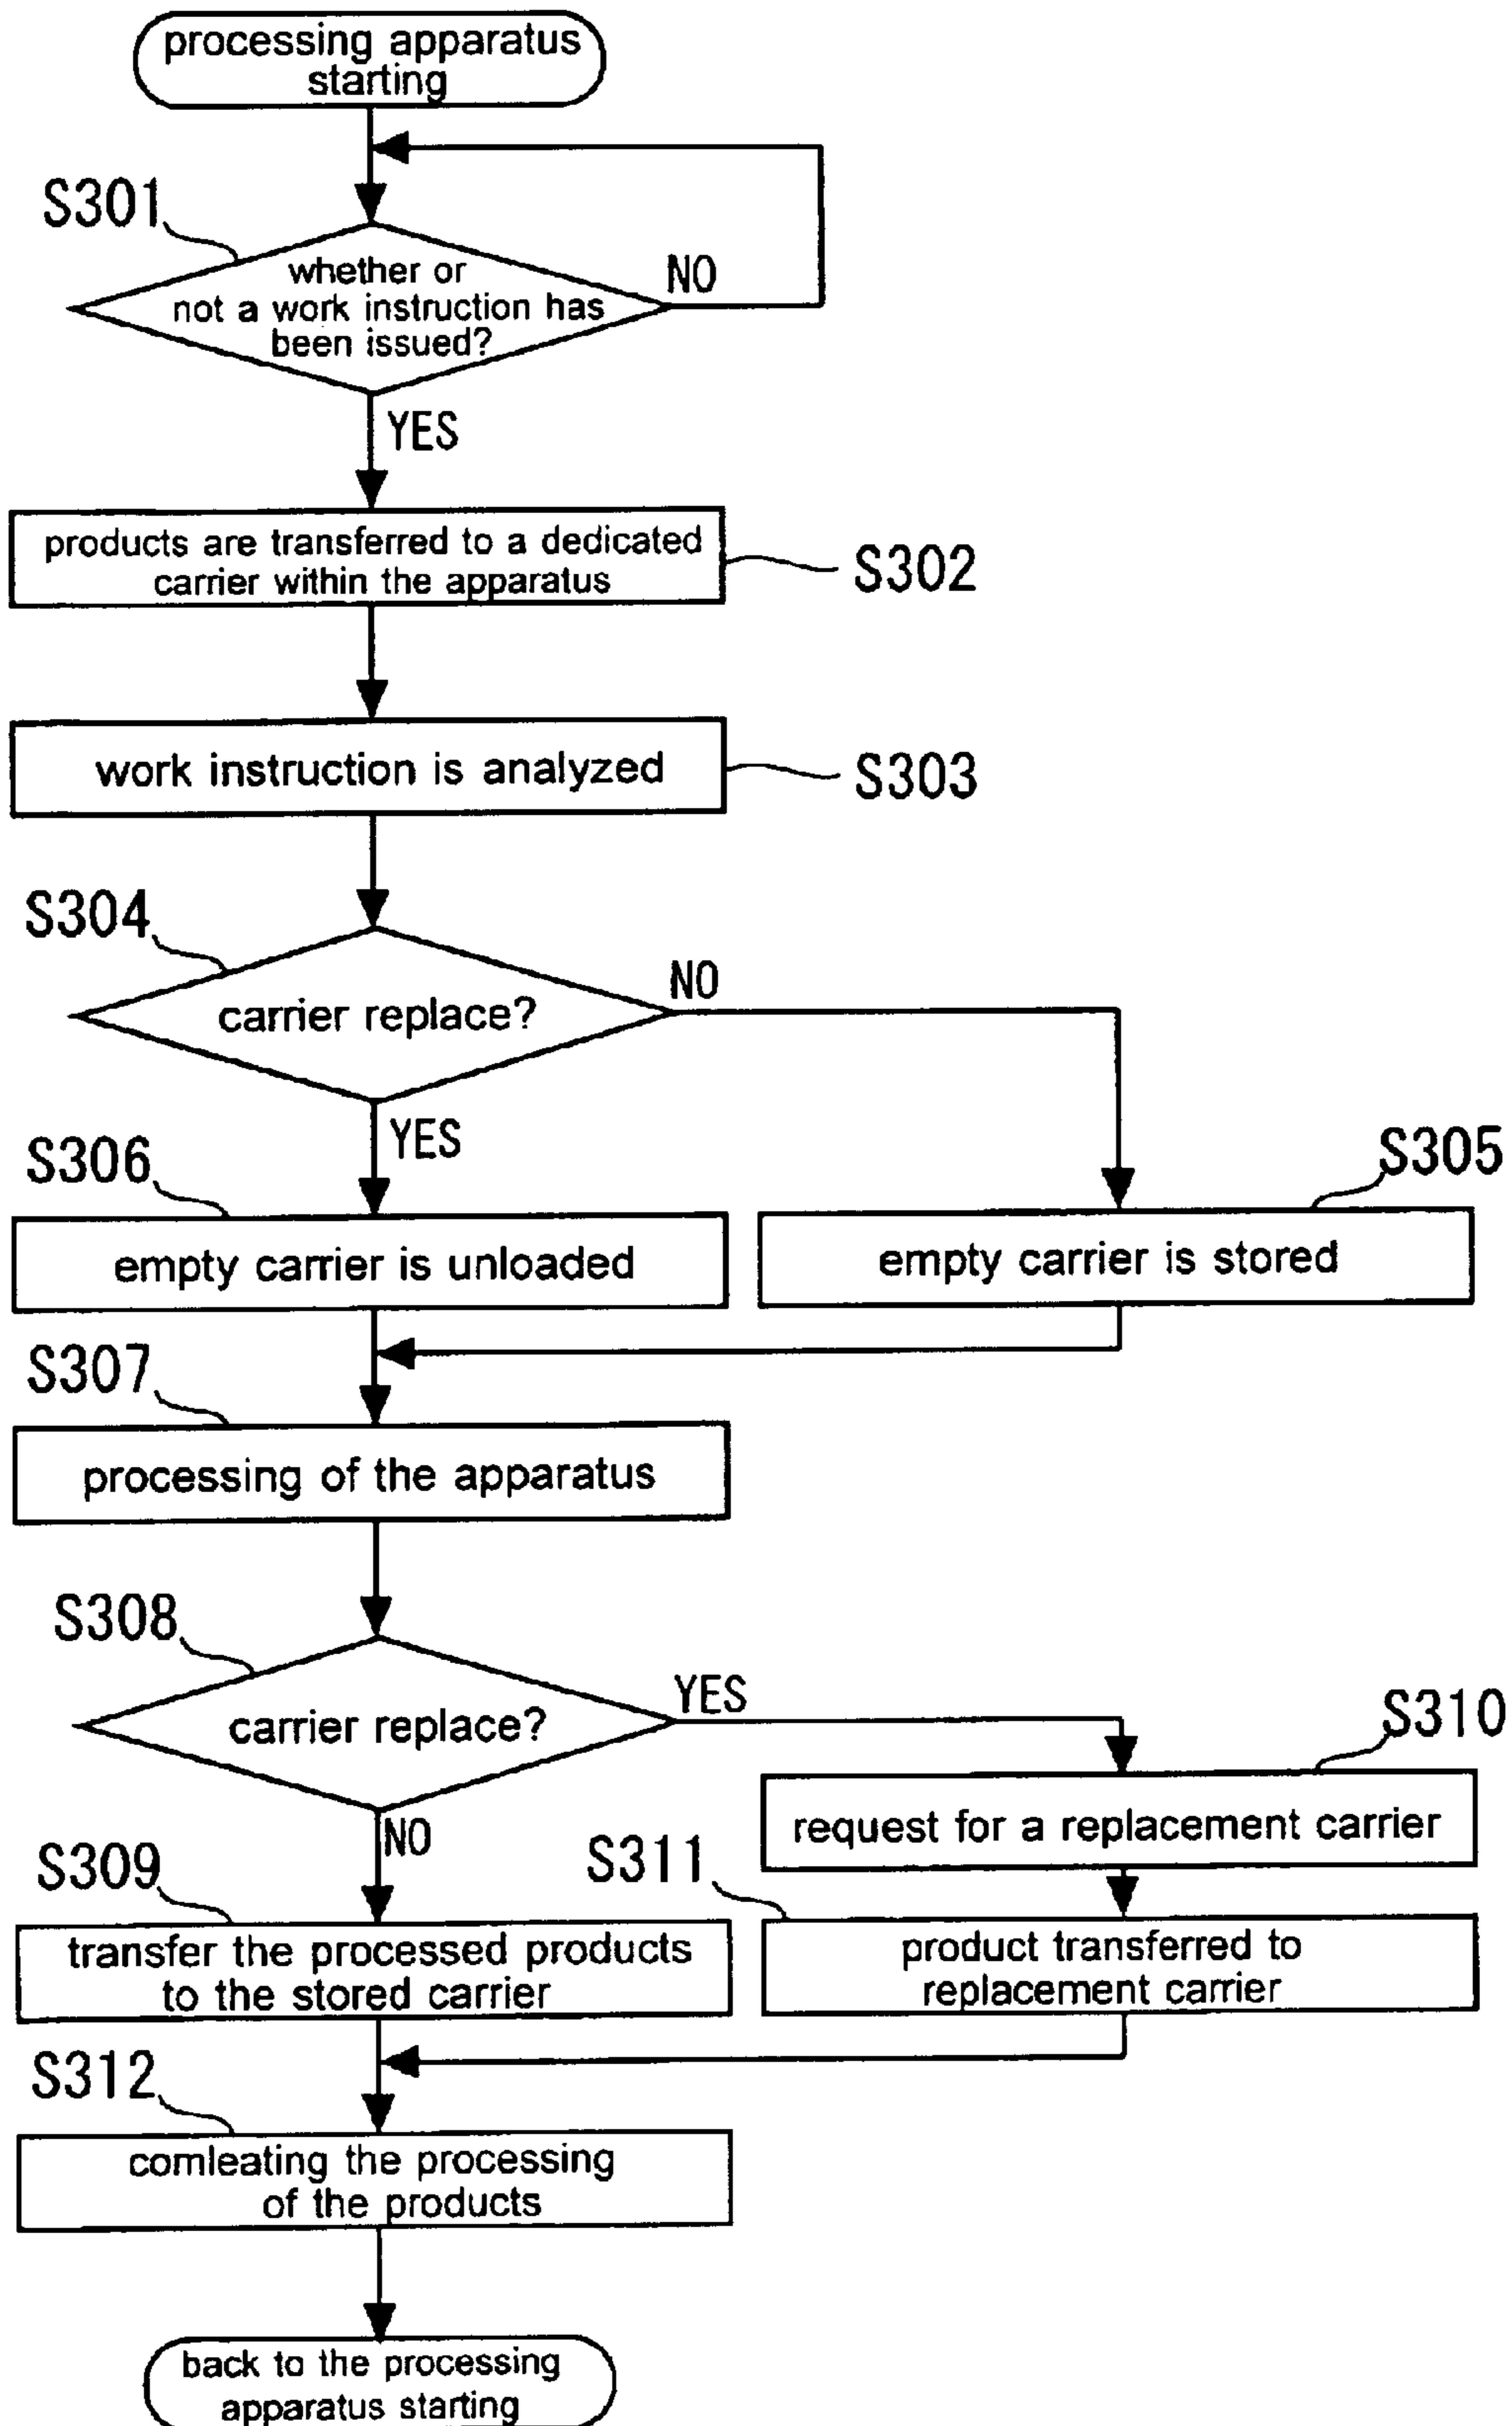 processing apparatus
starting
S301
whether or
not a work instruction has
been issued?
NO
YES
products are transferred to a dedicated
carrier within the apparatus
S302
work instruction is analyzed
S303
S304
carrier replace?
NO
YES
S306
empty carrier is unloaded
S305
empty carrier is stored
S307
processing of the apparatus
S308
carrier replace?
YES
NO
S310
request for a replacement carrier
S309
transfer the processed products
to the stored carrier
S311
product transferred to
replacement carrier
S312
comleating the processing
of the products
back to the processing
apparatus starting